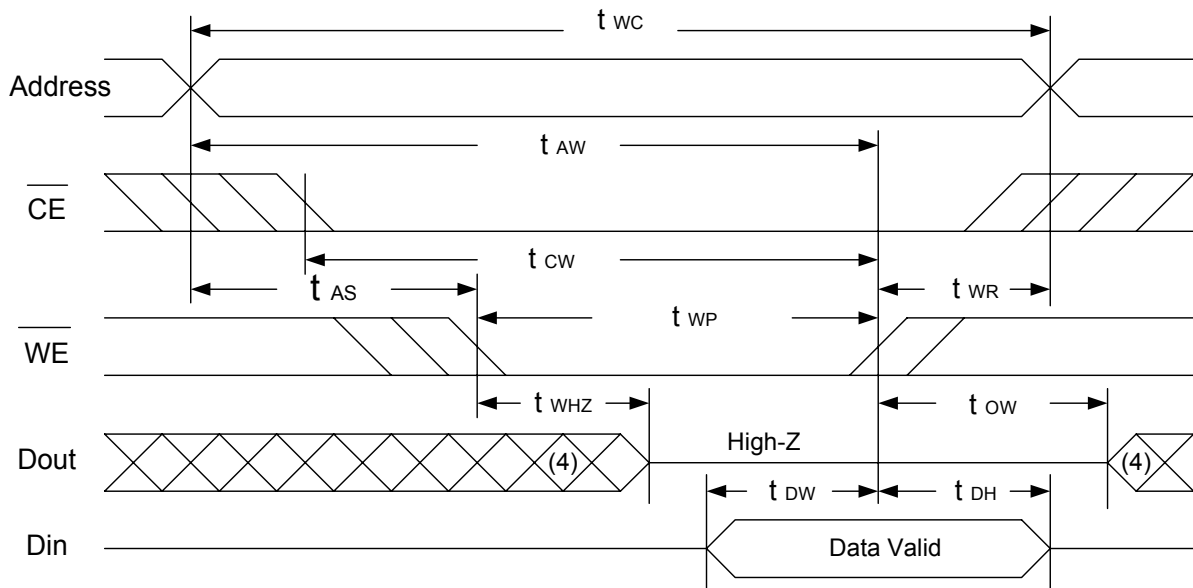 t WC
Address
t AW
CE
t CW
t AS
t WR
t WP
WE
t WHZ
t OW
High-Z
Dout
(4)
(4)
t DW
t DH
Din
Data Valid